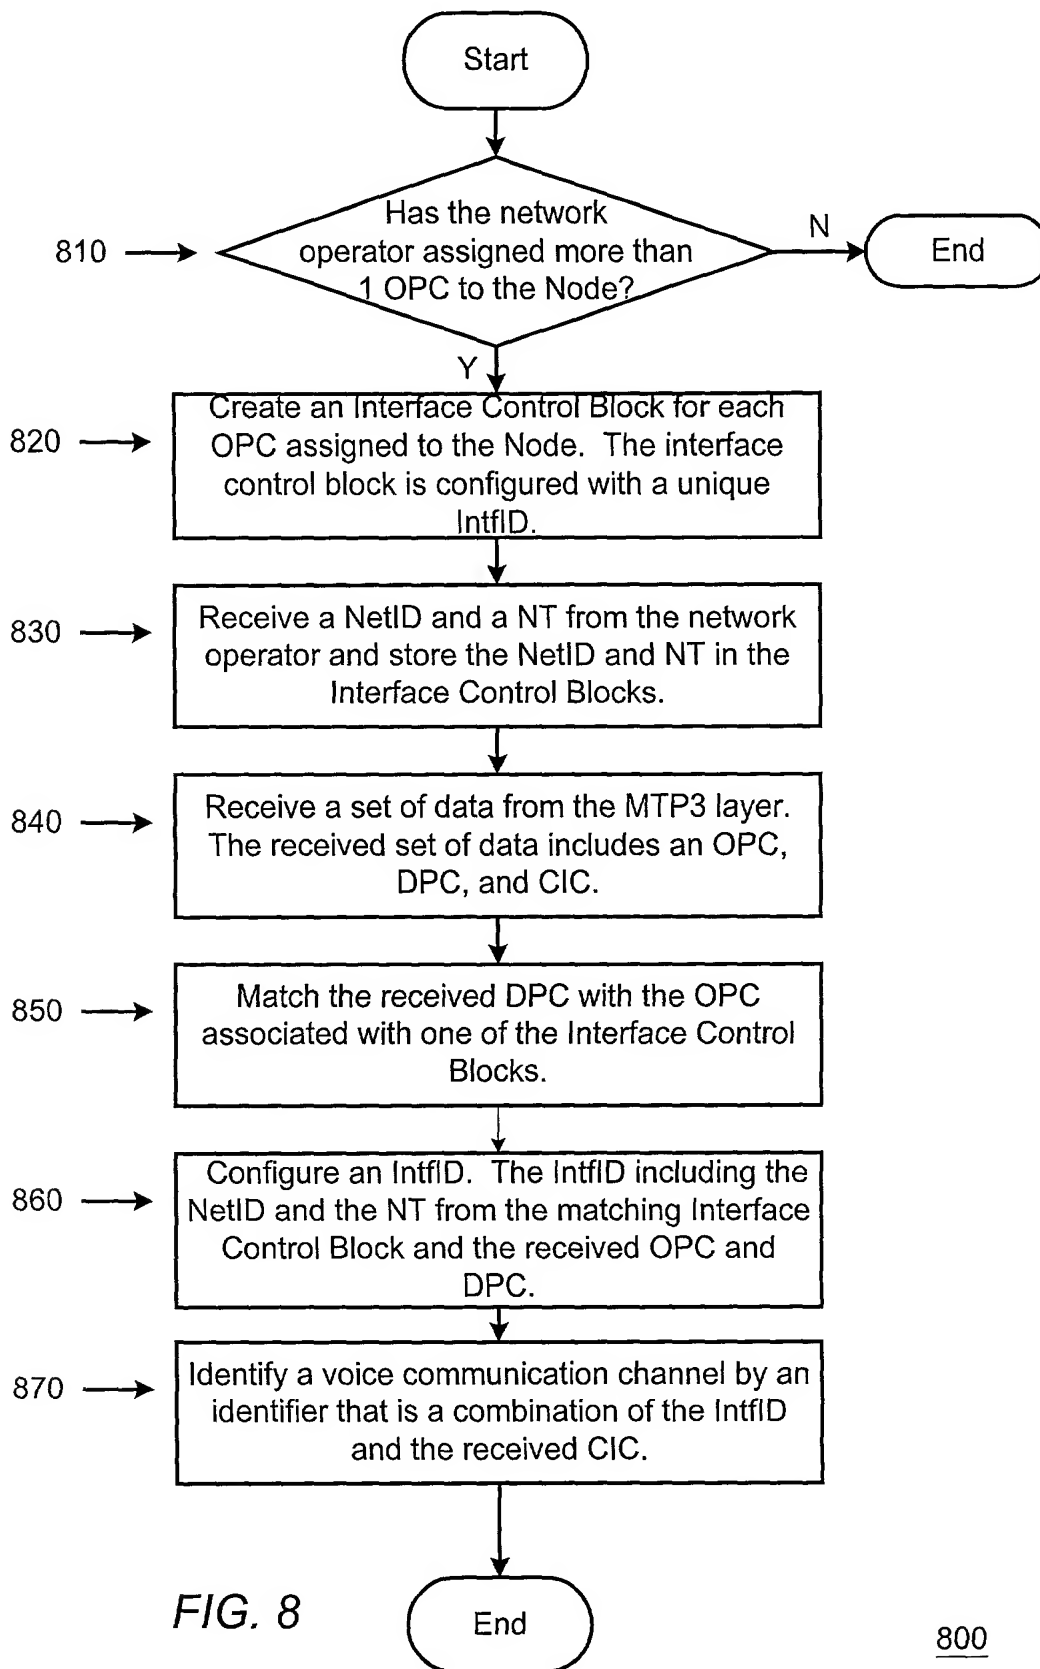 Start
810
Has the network
operator assigned more than
1 OPC to the Node?
N
End
Y
820
Create an Interface Control Block for each
OPC assigned to the Node. The interface
control block is configured with a unique
IntfID.
830
Receive a NetID and a NT from the network
operator and store the NetID and NT in the
Interface Control Blocks.
840
Receive a set of data from the MTP3 layer.
The received set of data includes an OPC,
DPC, and CIC.
850
Match the received DPC with the OPC
associated with one of the Interface Control
Blocks.
860
Configure an IntfID. The IntfID including the
NetID and the NT from the matching Interface
Control Block and the received OPC and
DPC.
870
Identify a voice communication channel by an
identifier that is a combination of the IntfID
and the received CIC.
FIG. 8
End
800